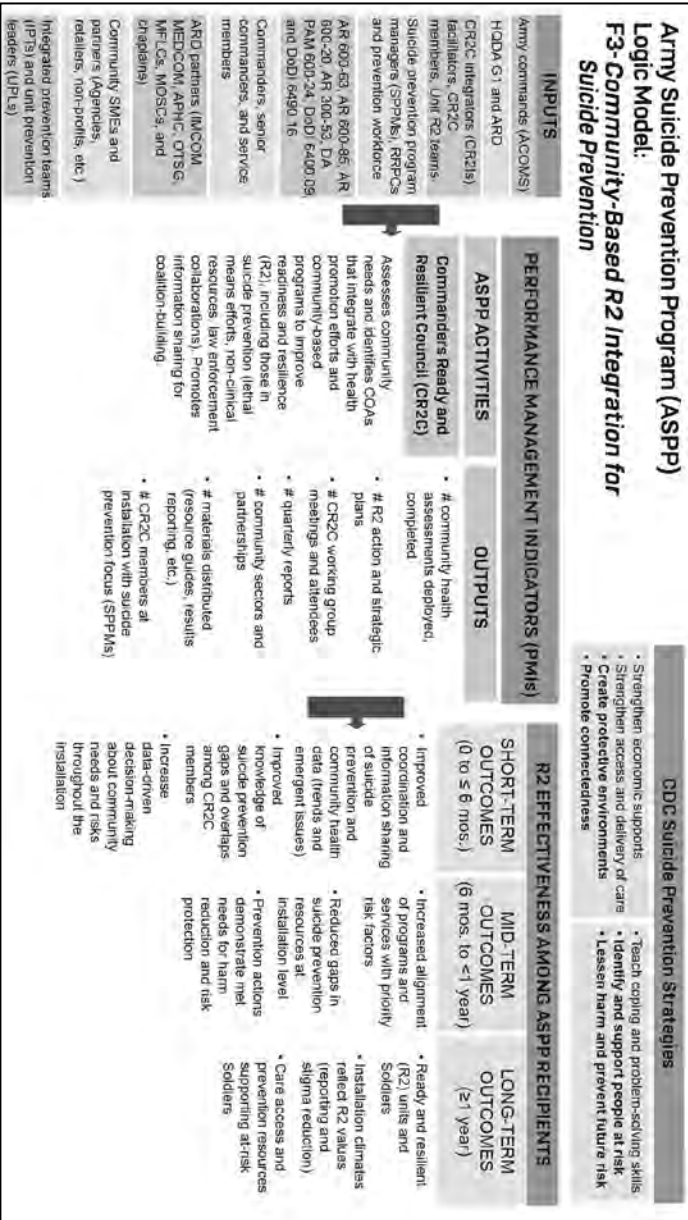 Army Suicide Prevention Program (ASPP)
Logic Model:
F3- Community-Based R2 Integration for
Suicide Prevention
CDC Suicide Prevention Strategies
• Strengthen economic supports
• Strengthen access and delivery of care
• Create protective environments
• Promote connectedness
• Teach coping and problem-solving skills
• Identify and support people at risk
• Lessen harm and prevent future risk
INPUTS
Army commands (ACOMS)
HQDA G1 and ARD
CR2C integrators (CR2Is)
facilitators, CR2C
members, Unit R2 teams
Suicide prevention program
managers (SPPMs), RRPCs
and prevention workforce
AR 600-63, AR 600-85, AR
600-20, AR 300-53, DA
PAM 600-24, DoDI 6400.09,
and DoDI 6490.16
Commanders, senior
commanders, and service
members
ARD partners (IMCOM,
MEDCOM, APHC, OTSG,
MFLCs, MOSCs, and
chaplains)
Community SMEs and
partners (Agencies,
retailers, non-profits, etc.)
Integrated prevention teams
(IPTs) and unit prevention
leaders (UPLs)
PERFORMANCE MANAGEMENT INDICATORS (PMIs)
ASPP ACTIVITIES
Commanders Ready and
Resilient Council (CR2C)
Assesses community
needs and identifies COAs
that integrate with health
promotion efforts and
community-based
programs to improve
readiness and resilience
(R2), including those in
suicide prevention (lethal
means efforts, non-clinical
resources, law enforcement
collaborations). Promotes
information sharing for
coalition-building.
OUTPUTS
• # community health
assessments deployed,
completed
• # R2 action and strategic
plans
• # CR2C working group
meetings and attendees
• # quarterly reports
• # community sectors and
partnerships
• # materials distributed
(resource guides, results
reporting, etc.)
• # CR2C members at
installation with suicide
prevention focus (SPPMs)
R2 EFFECTIVENESS AMONG ASPP RECIPIENTS
SHORT-TERM
OUTCOMES
(0 to ≤ 6 mos.)
• Improved
coordination and
information sharing
of suicide
prevention and
community health
data (trends and
emergent issues)
• Improved
knowledge of
suicide prevention
gaps and overlaps
among CR2C
members
• Increase
data-driven
decision-making
about community
needs and risks
throughout the
installation
MID-TERM
OUTCOMES
(6 mos. to <1 year)
• Increased alignment
of programs and
services with priority
risk factors
• Reduced gaps in
suicide prevention
resources at
installation level
• Prevention actions
demonstrate met
needs for harm
reduction and risk
protection
LONG-TERM
OUTCOMES
(≥1 year)
• Ready and resilient
(R2) units and
Soldiers
• Installation climates
reflect R2 values
(reporting and
stigma reduction)
• Care access and
prevention resources
supporting at-risk
Soldiers